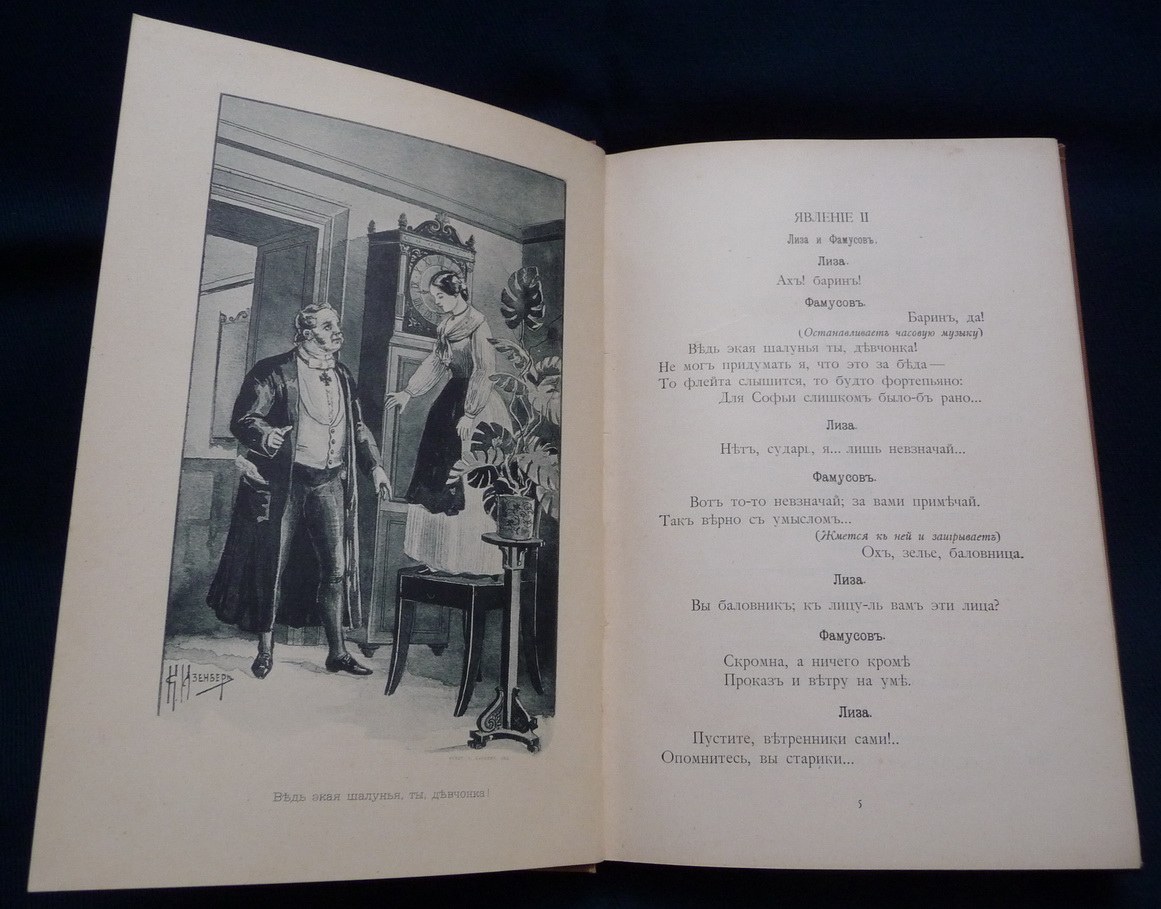 К И ЗЕНБЕРЪ
Вѣдь экая шалунья, ты, дѣвчонка!
ЯВЛЕНІЕ II
Лиза и Фамусовъ.
Лиза.
Ахъ! баринъ!
Фамусовъ.
Баринъ, да!
(Останавливаетъ часовую музыку)
Вѣдь экая шалунья ты, дѣвчонка!
Не могъ придумать я, что это за бѣда—
То флейта слышится, то будто фортепьяно:
Для Софьи слишкомъ было-бъ рано...
Лиза.
Нѣтъ, сударь, я... лишь невзначай...
Фамусовъ.
Вотъ то-то невзначай; за вами примѣчай.
Такъ вѣрно съ умысломъ...
(Жмется къ ней и заигрываетъ)
Охъ, зелье, баловница.
Лиза.
Вы баловникъ; къ лицу-ль вамъ эти лица?
Фамусовъ.
Скромна, а ничего кромѣ
Проказъ и вѣтру на умѣ.
Лиза.
Пустите, вѣтренники сами!..
Опомнитесь, вы старики...
5